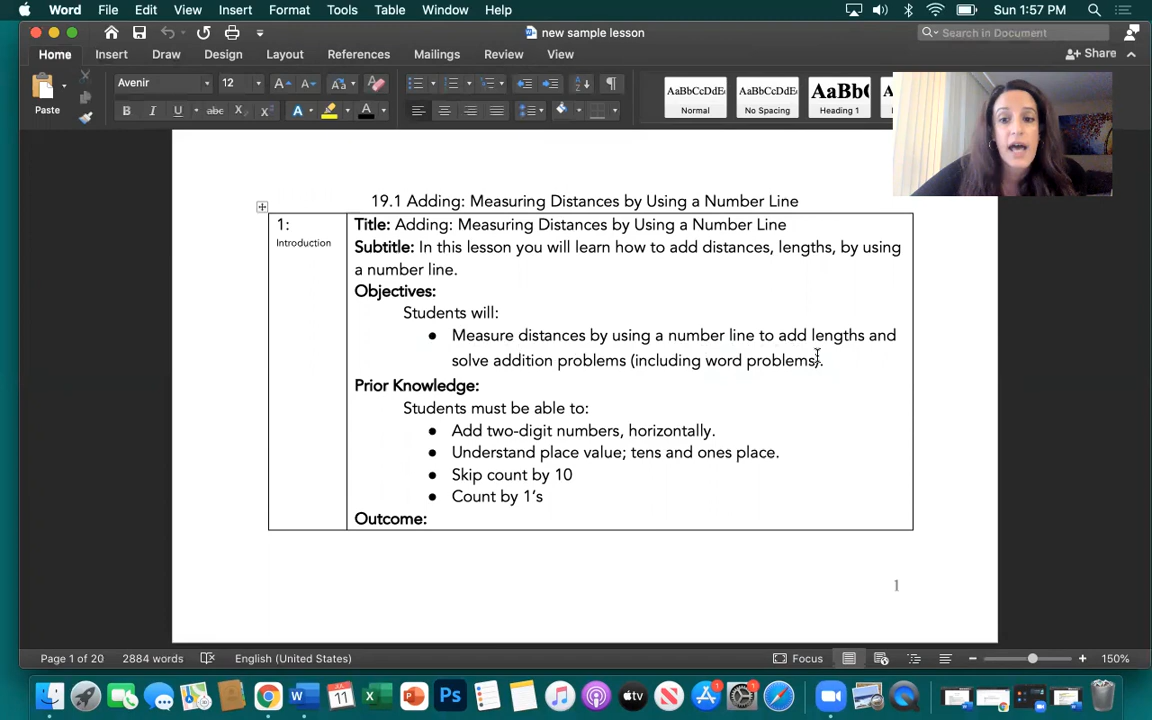 Word File Edit View Insert Format Tools Table Window Help Sun 1:57 PM
new sample lesson Search in Document
Home Insert Draw Design Layout References Mailings Review View Share
Paste Avenir 12 AaBbCcDdE AaBbCcDdE AaBb(
Normal No Spacing Heading 1
19.1 Adding: Measuring Distances by Using a Number Line
1: Title: Adding: Measuring Distances by Using a Number Line
Introduction Subtitle: In this lesson you will learn how to add distances, lengths, by using
a number line.
Objectives:
Students will:
● Measure distances by using a number line to add lengths and
solve addition problems (including word problems).
Prior Knowledge:
Students must be able to:
● Add two-digit numbers, horizontally.
● Understand place value; tens and ones place.
● Skip count by 10
● Count by 1's
Outcome:
1
Page 1 of 20 2884 words English (United States) Focus 150%